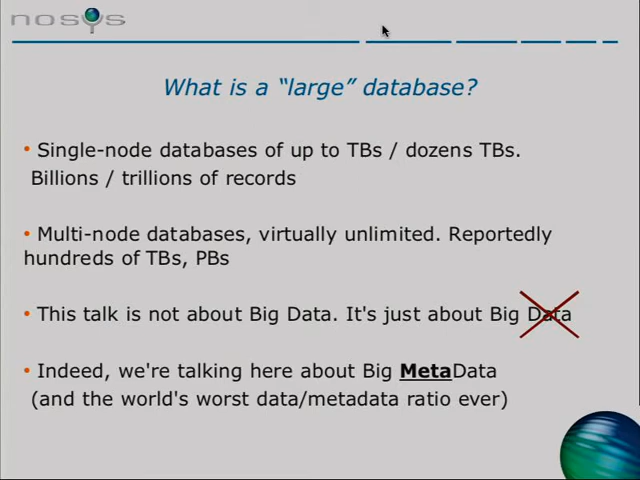 nosys
What is a “large” database?
• Single-node databases of up to TBs / dozens TBs.
Billions / trillions of records
• Multi-node databases, virtually unlimited. Reportedly
hundreds of TBs, PBs
• This talk is not about Big Data. It's just about Big Data
• Indeed, we're talking here about Big MetaData
(and the world's worst data/metadata ratio ever)